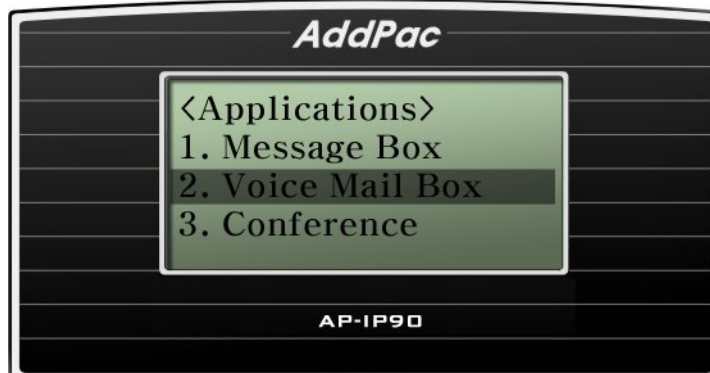 AddPac
<Applications>
1. Message Box
2. Voice Mail Box
3. Conference
AP-IP90